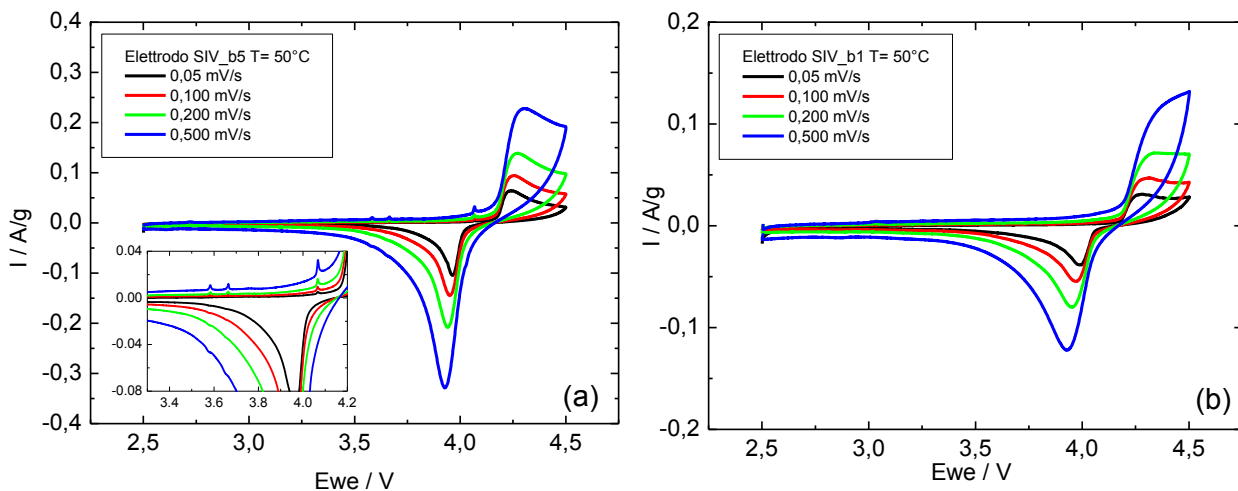 0,4
0,3
0,2
0,1
0,0
-0,1
-0,2
-0,3
-0,4
I / A/g
Elettrodo SIV_b5 T= 50°C
0,05 mV/s
0,100 mV/s
0,200 mV/s
0,500 mV/s
0.04
0.00
-0.04
-0.08
3.4 3.6 3.8 4.0 4.2
(a)
2,5 3,0 3,5 4,0 4,5
Ewe / V
0,2
0,1
0,0
-0,1
-0,2
I / A/g
Elettrodo SIV_b1 T= 50°C
0,05 mV/s
0,100 mV/s
0,200 mV/s
0,500 mV/s
(b)
2,5 3,0 3,5 4,0 4,5
Ewe / V